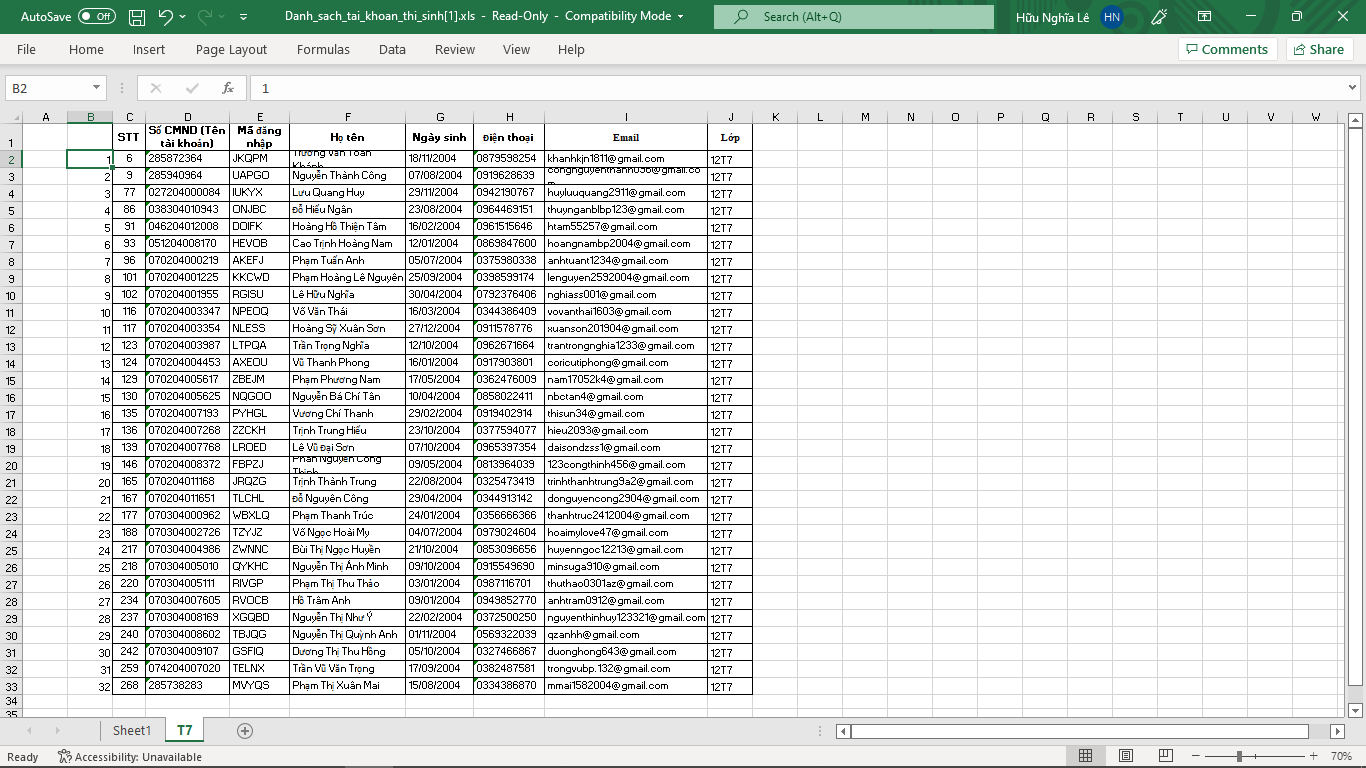 AutoSave Off Danh_sach_tai_khoan_thi_sinh[1].xls - Read-Only - Compatibility Mode Search (Alt+Q) Hữu Nghĩa Lê HN
File Home Insert Page Layout Formulas Data Review View Help Comments Share
B2 fx 1
A B C D E F G H I J K L M N O P Q R S T U V W
1 STT Số CMND (Tên tài khoản) Mã đăng nhập Họ tên Ngày sinh Điện thoại Email Lớp
2 1 6 285872364 JKQPM Trương Văn Toàn Khánh 18/11/2004 0879598254 khanhkjn1811@gmail.com 12T7
3 2 9 285940964 UAPGO Nguyễn Thành Công 07/08/2004 0919628639 congnguyenthanh096@gmail.com 12T7
4 3 77 027204000084 IUKYX Lưu Quang Huy 29/11/2004 0942190767 huyluuquang2911@gmail.com 12T7
5 4 86 038304010943 ONJBC Đỗ Hiếu Ngân 23/08/2004 0964469151 thuynganblbp123@gmail.com 12T7
6 5 91 046204012008 DOIFK Hoàng Hồ Thiện Tâm 16/02/2004 0961515646 htam55257@gmail.com 12T7
7 6 93 051204008170 HEVOB Cao Trịnh Hoàng Nam 12/01/2004 0869847600 hoangnambp2004@gmail.com 12T7
8 7 96 070204000219 AKEFJ Phạm Tuấn Anh 05/07/2004 0375980338 anhtuant1234@gmail.com 12T7
9 8 101 070204001225 KKCWD Phạm Hoàng Lê Nguyên 25/09/2004 0398599174 lenguyen2592004@gmail.com 12T7
10 9 102 070204001955 RGISU Lê Hữu Nghĩa 30/04/2004 0792376406 nghiass001@gmail.com 12T7
11 10 116 070204003347 NPEOQ Võ Văn Thái 16/03/2004 0344386409 vovanthai1603@gmail.com 12T7
12 11 117 070204003354 NLESS Hoàng Sỹ Xuân Sơn 27/12/2004 0911578776 xuanson201904@gmail.com 12T7
13 12 123 070204003987 LTPQA Trần Trọng Nghĩa 12/10/2004 0962671664 trantrongnghia1233@gmail.com 12T7
14 13 124 070204004453 AXEOU Vũ Thanh Phong 16/01/2004 0917903801 coricutiphong@gmail.com 12T7
15 14 129 070204005617 ZBEJM Phạm Phương Nam 17/05/2004 0362476009 nam17052k4@gmail.com 12T7
16 15 130 070204005625 NQGOO Nguyễn Bá Chí Tân 10/04/2004 0858022411 nbctan4@gmail.com 12T7
17 16 135 070204007193 PYHGL Vương Chí Thanh 29/02/2004 0919402914 thisun34@gmail.com 12T7
18 17 136 070204007268 ZZCKH Trịnh Trung Hiếu 23/10/2004 0377594077 hieu2093@gmail.com 12T7
19 18 139 070204007768 LROED Lê Vũ Đại Sơn 07/10/2004 0965397354 daisondzss1@gmail.com 12T7
20 19 146 070204008372 FBPZJ Phan Nguyễn Công Thịnh 09/05/2004 0813964039 123congthinh456@gmail.com 12T7
21 20 165 070204011168 JRQZG Trịnh Thành Trung 22/08/2004 0325473419 trinhthanhtrung9a2@gmail.com 12T7
22 21 167 070204011651 TLCHL Đỗ Nguyên Công 29/04/2004 0344913142 donguyencong2904@gmail.com 12T7
23 22 177 070304000962 WBXLQ Phạm Thanh Trúc 24/01/2004 0356666366 thanhtruc2412004@gmail.com 12T7
24 23 188 070304002726 TZYJZ Võ Ngọc Hoài My 04/07/2004 0979024604 hoaimylove47@gmail.com 12T7
25 24 217 070304004986 ZWNNC Bùi Thị Ngọc Huyền 21/10/2004 0853096656 huyenngoc12213@gmail.com 12T7
26 25 218 070304005010 QYKHC Nguyễn Thị Ánh Minh 09/10/2004 0915549690 minsuga910@gmail.com 12T7
27 26 220 070304005111 RIVGP Phạm Thị Thu Thảo 03/01/2004 0987116701 thuthao0301az@gmail.com 12T7
28 27 234 070304007605 RVOCB Hồ Trâm Anh 09/01/2004 0949852770 anhtram0912@gmail.com 12T7
29 28 237 070304008169 XGQBD Nguyễn Thị Như Ý 22/02/2004 0372500250 nguyenthinhuy123321@gmail.com 12T7
30 29 240 070304008602 TBJQG Nguyễn Thị Quỳnh Anh 01/11/2004 0569322039 qzanhh@gmail.com 12T7
31 30 242 070304009107 GSFIQ Dương Thị Thu Hồng 05/10/2004 0327466867 duonghong643@gmail.com 12T7
32 31 259 074204007020 TELNX Trần Vũ Văn Trọng 17/09/2004 0382487581 trongvubp.132@gmail.com 12T7
33 32 268 285738283 MVYQS Phạm Thị Xuân Mai 15/08/2004 0334386870 mmai1582004@gmail.com 12T7
34
35
Sheet1 T7
Ready Accessibility: Unavailable 70%